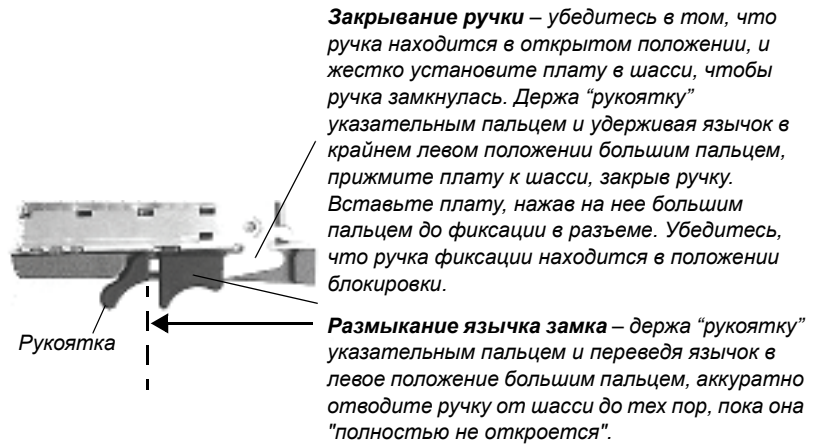 Закрывание ручки – убедитесь в том, что
ручка находится в открытом положении, и
жестко установите плату в шасси, чтобы
ручка замкнулась. Держа “рукоятку”
указательным пальцем и удерживая язычок в
крайнем левом положении большим пальцем,
прижмите плату к шасси, закрыв ручку.
Вставьте плату, нажав на нее большим
пальцем до фиксации в разъеме. Убедитесь,
что ручка фиксации находится в положении
блокировки.
Рукоятка
Размыкание язычка замка – держа “рукоятку”
указательным пальцем и переведя язычок в
левое положение большим пальцем, аккуратно
отводите ручку от шасси до тех пор, пока она
"полностью не откроется".